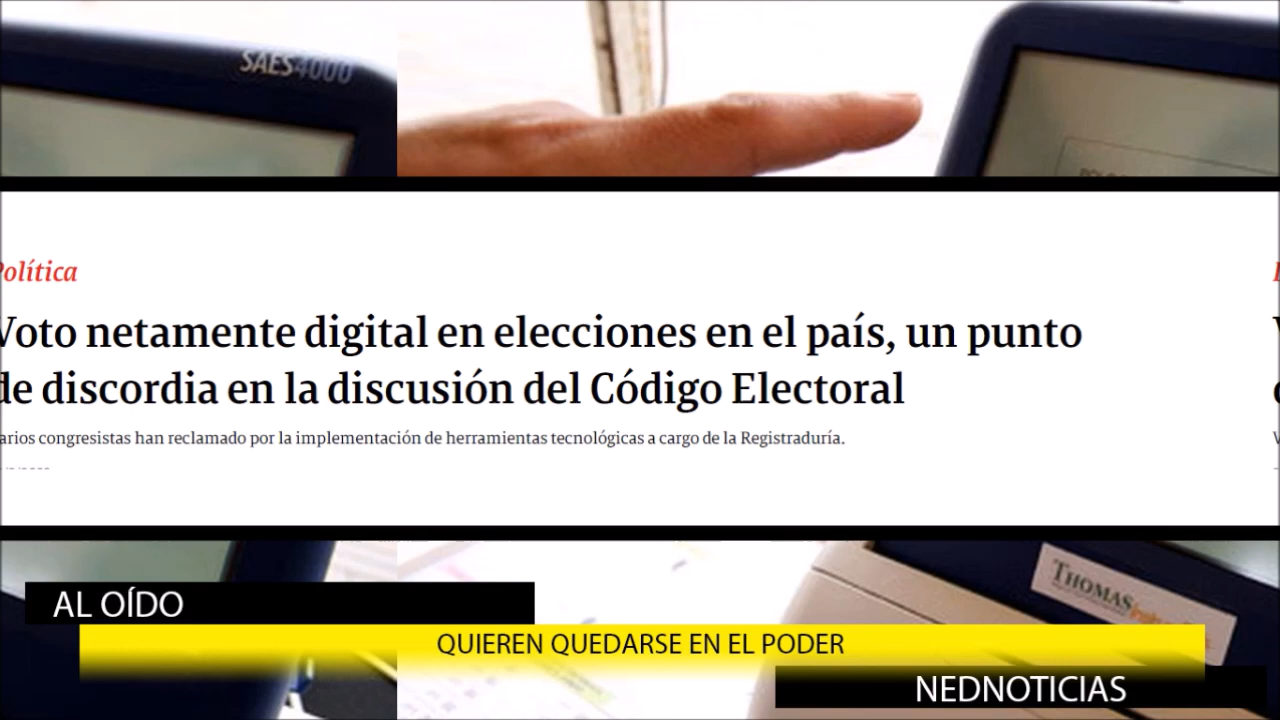 SAES4000
Política
Voto netamente digital en elecciones en el país, un punto
de discordia en la discusión del Código Electoral
arios congresistas han reclamado por la implementación de herramientas tecnológicas a cargo de la Registraduría.
THOMAS
AL OÍDO
QUIEREN QUEDARSE EN EL PODER
NEDNOTICIAS